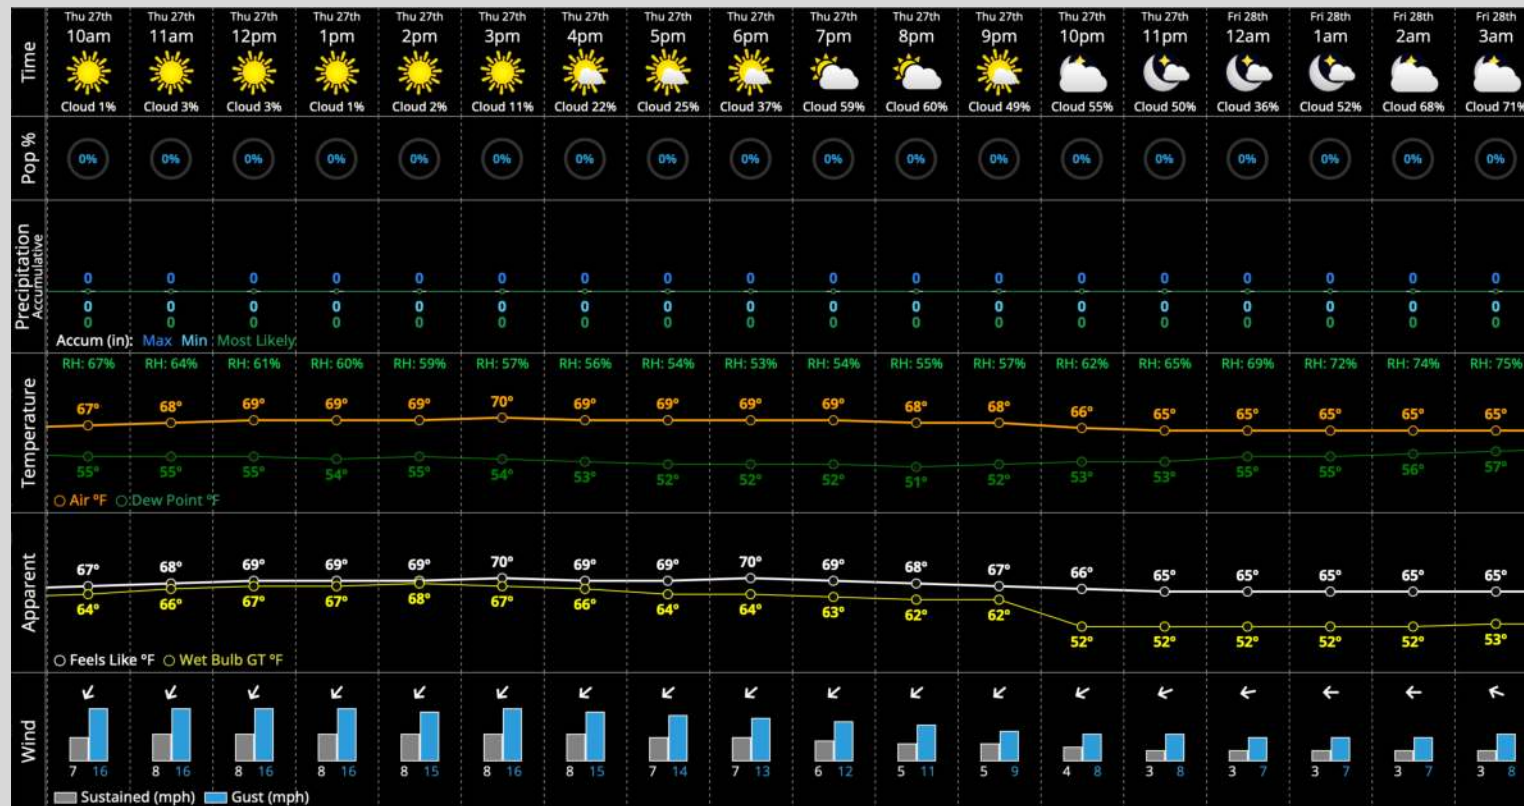 Time
Thu 27th Thu 27th Thu 27th Thu 27th Thu 27th Thu 27th Thu 27th Thu 27th Thu 27th Thu 27th Thu 27th Thu 27th Thu 27th Thu 27th Fri 28th Fri 28th Fri 28th Fri 28th
10am 11am 12pm 1pm 2pm 3pm 4pm 5pm 6pm 7pm 8pm 9pm 10pm 11pm 12am 1am 2am 3am
Cloud 1% Cloud 3% Cloud 3% Cloud 1% Cloud 2% Cloud 11% Cloud 22% Cloud 25% Cloud 37% Cloud 59% Cloud 60% Cloud 49% Cloud 55% Cloud 50% Cloud 36% Cloud 52% Cloud 68% Cloud 71%
Pop %
0% 0% 0% 0% 0% 0% 0% 0% 0% 0% 0% 0% 0% 0% 0% 0% 0% 0%
Precipitation
Accumulative
0 0 0 0 0 0 0 0 0 0 0 0 0 0 0 0 0 0
0 0 0 0 0 0 0 0 0 0 0 0 0 0 0 0 0 0
0 0 0 0 0 0 0 0 0 0 0 0 0 0 0 0 0 0
Accum (in): Max Min Most Likely
Temperature
RH: 67% RH: 64% RH: 61% RH: 60% RH: 59% RH: 57% RH: 56% RH: 54% RH: 53% RH: 54% RH: 55% RH: 57% RH: 62% RH: 65% RH: 69% RH: 72% RH: 74% RH: 75%
67° 68° 69° 69° 69° 70° 69° 69° 69° 69° 68° 68° 66° 65° 65° 65° 65° 65°
55° 55° 55° 54° 55° 54° 53° 52° 52° 52° 51° 52° 53° 53° 55° 55° 56° 57°
Air ºF Dew Point ºF
Apparent
67° 68° 69° 69° 69° 70° 69° 69° 70° 69° 68° 67° 66° 65° 65° 65° 65° 65°
64° 66° 67° 67° 68° 67° 66° 64° 64° 63° 62° 62° 52° 52° 52° 52° 52° 53°
Feels Like ºF Wet Bulb GT ºF
Wind
7 16 8 16 8 16 8 16 8 15 8 16 8 15 7 14 7 13 6 12 5 11 5 9 4 8 3 8 3 7 3 7 3 7 3 8
Sustained (mph) Gust (mph)